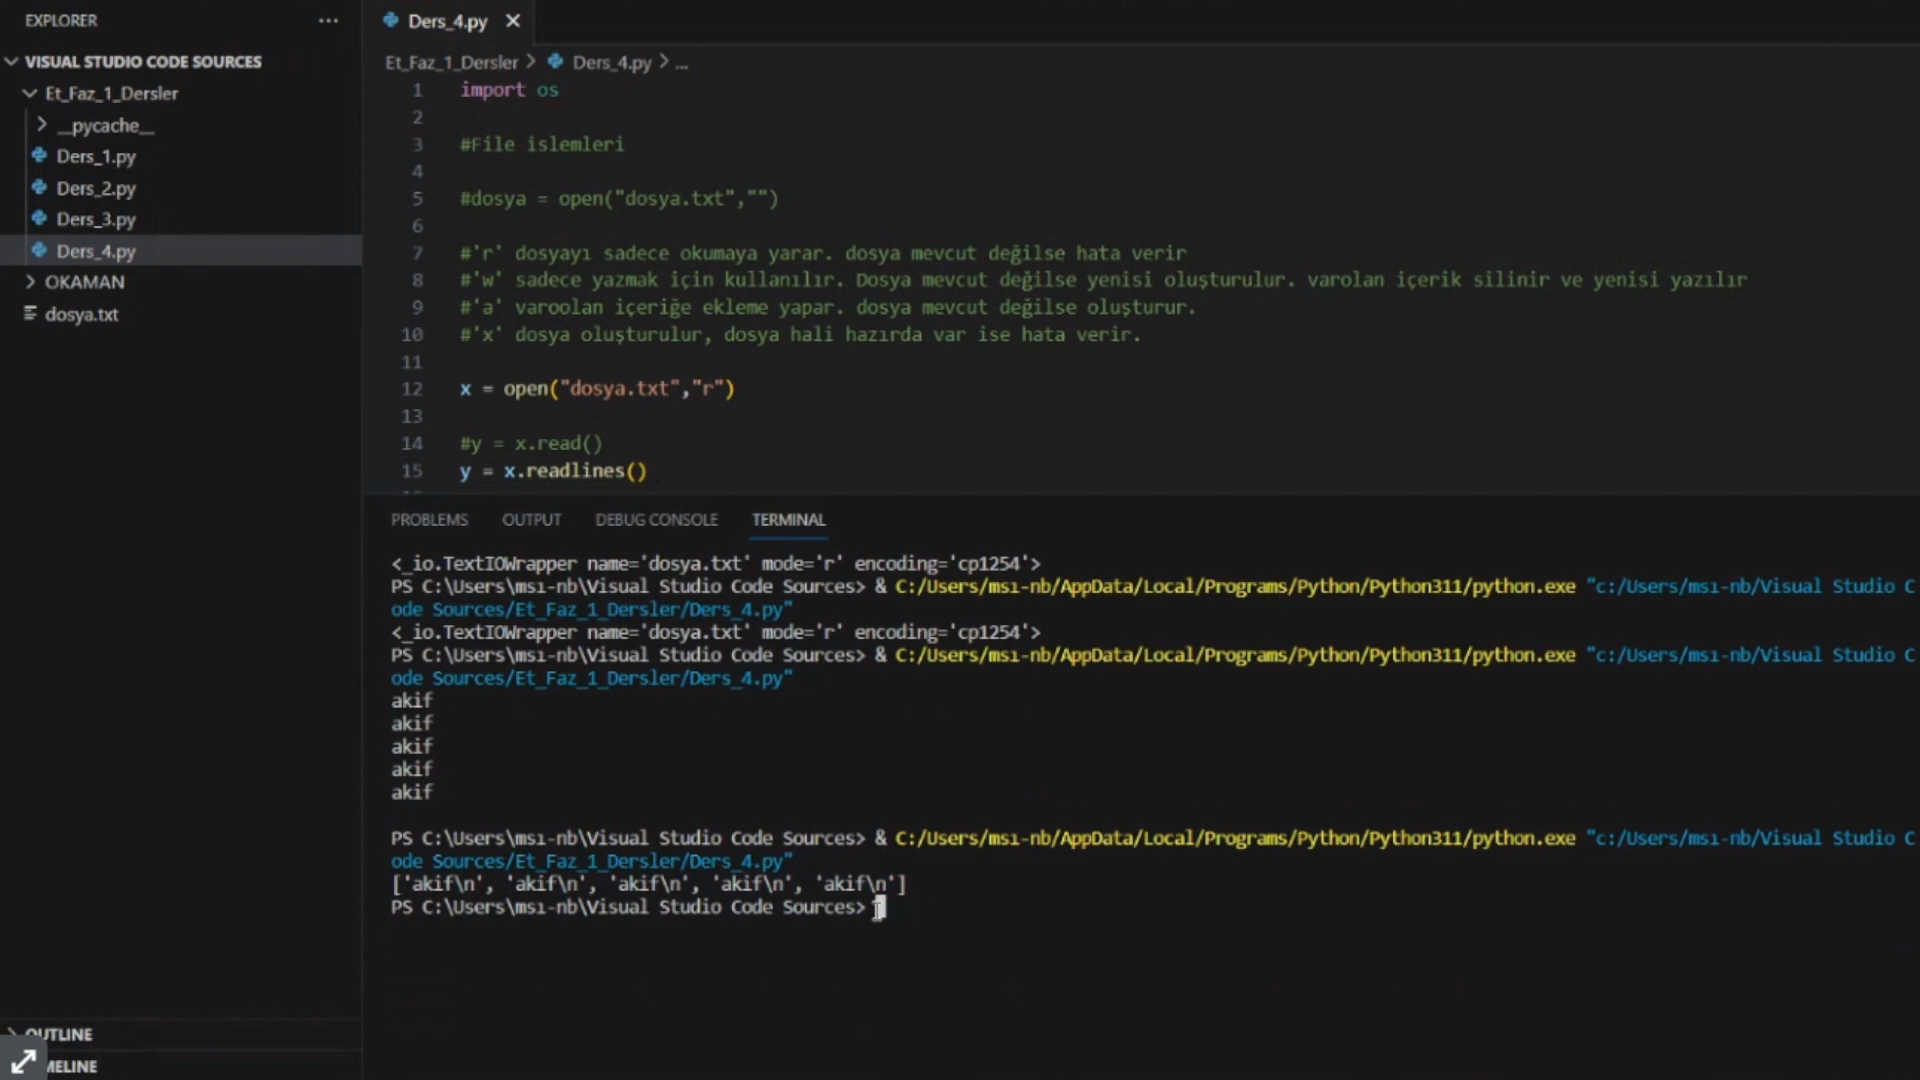 EXPLORER
VISUAL STUDIO CODE SOURCES
Et_Faz_1_Dersler
__pycache__
Ders_1.py
Ders_2.py
Ders_3.py
Ders_4.py
OKAMAN
dosya.txt
OUTLINE
MELINE
Ders_4.py
Et_Faz_1_Dersler > Ders_4.py > ...
1 import os
2
3 #File islemleri
4
5 #dosya = open("dosya.txt","")
6
7 #'r' dosyayı sadece okumaya yarar. dosya mevcut değilse hata verir
8 #'w' sadece yazmak için kullanılır. Dosya mevcut değilse yenisi oluşturulur. varolan içerik silinir ve yenisi yazılır
9 #'a' varoolan içeriğe ekleme yapar. dosya mevcut değilse oluşturur.
10 #'x' dosya oluşturulur, dosya hali hazırda var ise hata verir.
11
12 x = open("dosya.txt","r")
13
14 #y = x.read()
15 y = x.readlines()
PROBLEMS OUTPUT DEBUG CONSOLE TERMINAL
<_io.TextIOWrapper name='dosya.txt' mode='r' encoding='cp1254'>
PS C:\Users\msı-nb\Visual Studio Code Sources> & C:/Users/msı-nb/AppData/Local/Programs/Python/Python311/python.exe "c:/Users/msı-nb/Visual Studio C
ode Sources/Et_Faz_1_Dersler/Ders_4.py"
<_io.TextIOWrapper name='dosya.txt' mode='r' encoding='cp1254'>
PS C:\Users\msı-nb\Visual Studio Code Sources> & C:/Users/msı-nb/AppData/Local/Programs/Python/Python311/python.exe "c:/Users/msı-nb/Visual Studio C
ode Sources/Et_Faz_1_Dersler/Ders_4.py"
akif
akif
akif
akif
akif
PS C:\Users\msı-nb\Visual Studio Code Sources> & C:/Users/msı-nb/AppData/Local/Programs/Python/Python311/python.exe "c:/Users/msı-nb/Visual Studio C
ode Sources/Et_Faz_1_Dersler/Ders_4.py"
['akif\n', 'akif\n', 'akif\n', 'akif\n', 'akif\n']
PS C:\Users\msı-nb\Visual Studio Code Sources>